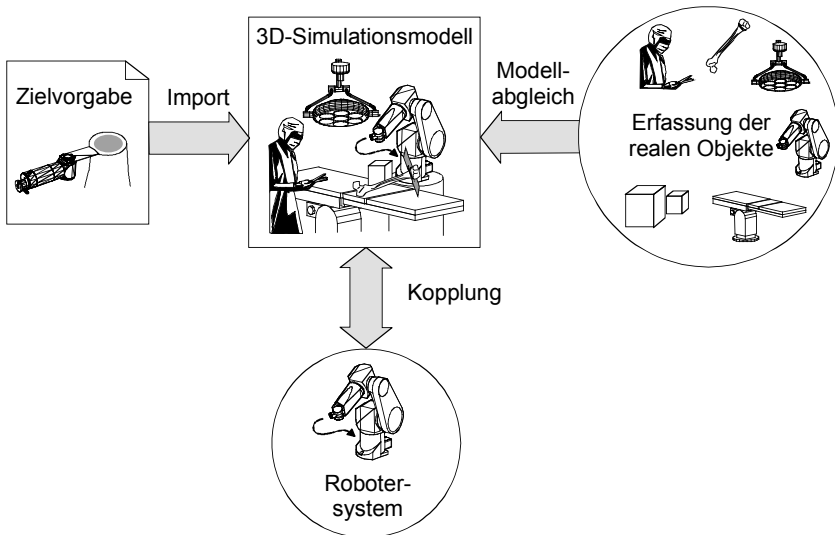 3D-Simulationsmodell
Zielvorgabe
Import
Modell-
abgleich
Erfassung der
realen Objekte
Kopplung
Roboter-
system